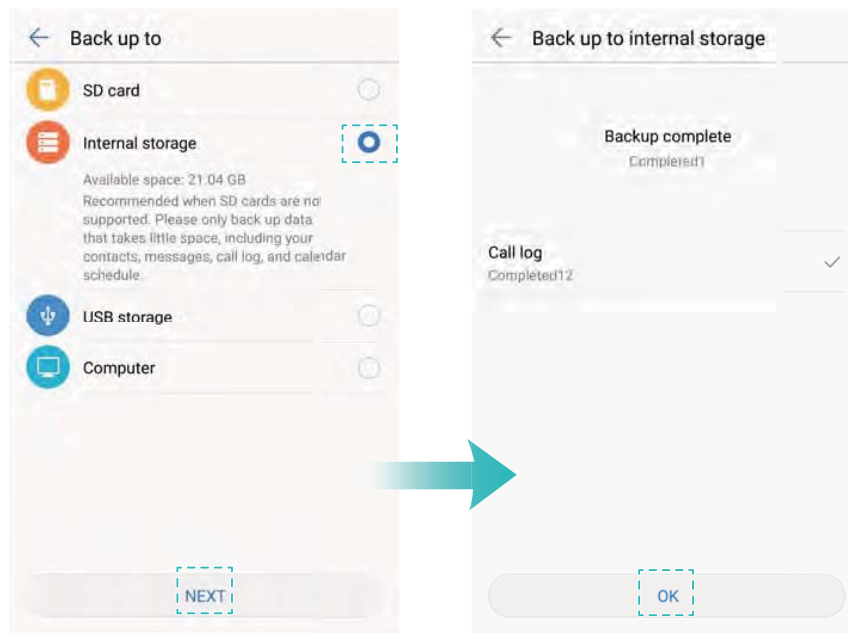 Back up to
SD card
Internal storage
Available space: 21.04 GB
Recommended when SD cards are not
supported. Please only back up data
that takes little space, including your
contacts, messages, call log, and calendar
schedule
USB storage
Computer
NEXT
Back up to internal storage
Backup complete
Completed1
Call log
Completed12
OK